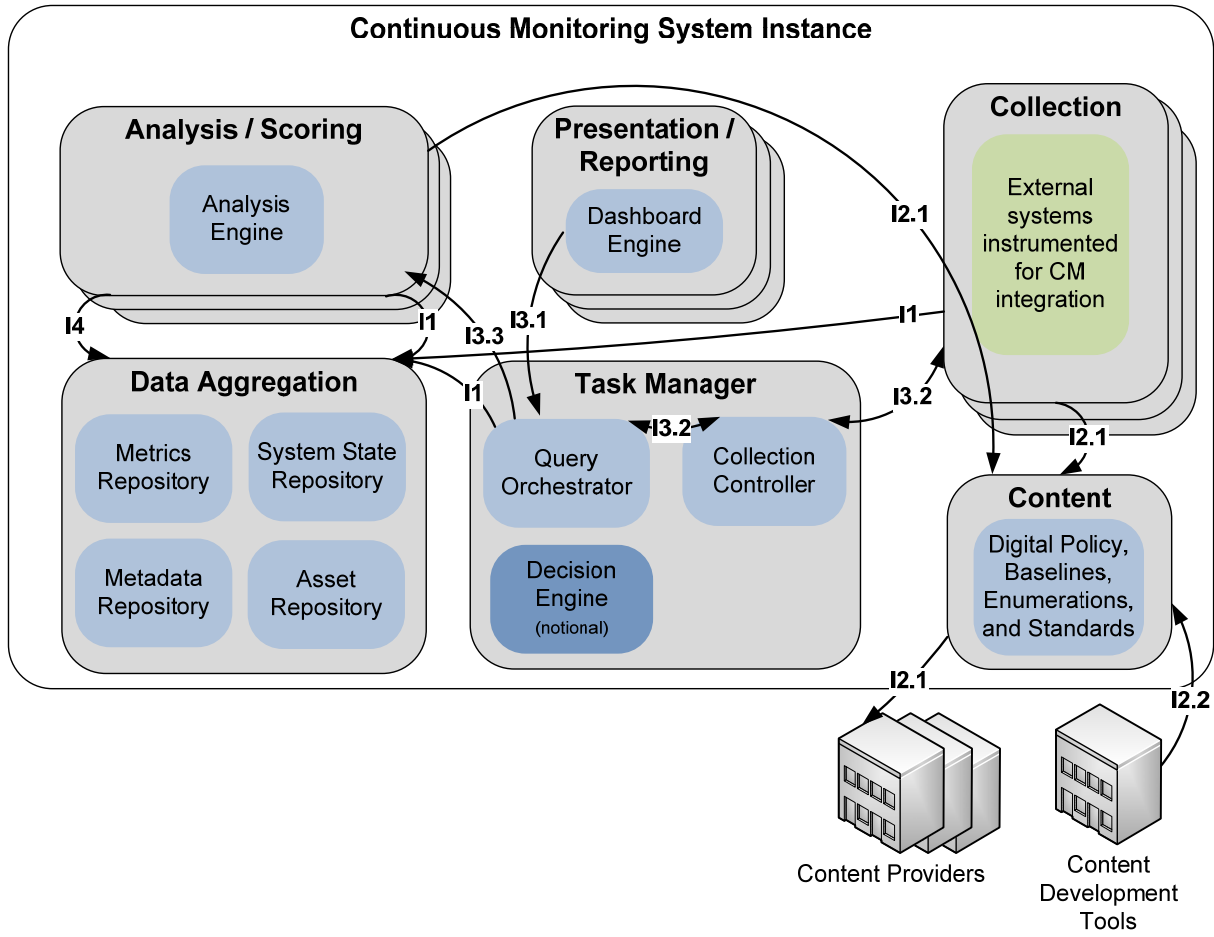 Continuous Monitoring System Instance
Analysis / Scoring
Analysis
Engine
Presentation /
Reporting
Dashboard
Engine
Collection
External
systems
instrumented
for CM
integration
I2.1
I4
I1
I3.3
I3.1
I1
I3.2
I1
I2.1
Data Aggregation
Metrics
Repository
System State
Repository
Metadata
Repository
Asset
Repository
Task Manager
Query
Orchestrator
I3.2
Collection
Controller
Decision
Engine
(notional)
Content
Digital Policy,
Baselines,
Enumerations,
and Standards
I2.1
I2.2
Content Providers
Content
Development
Tools